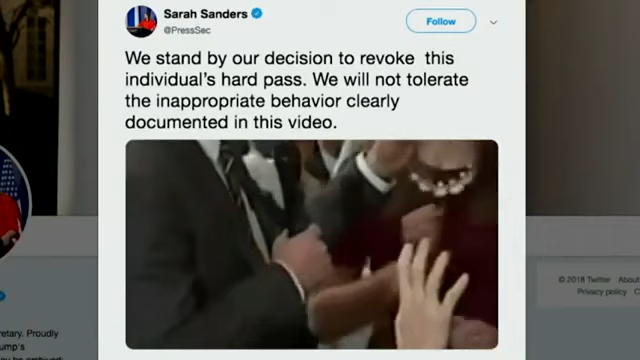 Sarah Sanders
@PressSec
Follow
We stand by our decision to revoke this
individual's hard pass. We will not tolerate
the inappropriate behavior clearly
documented in this video.
© 2018 Twitter About
Privacy policy C
retary. Proudly
ump's